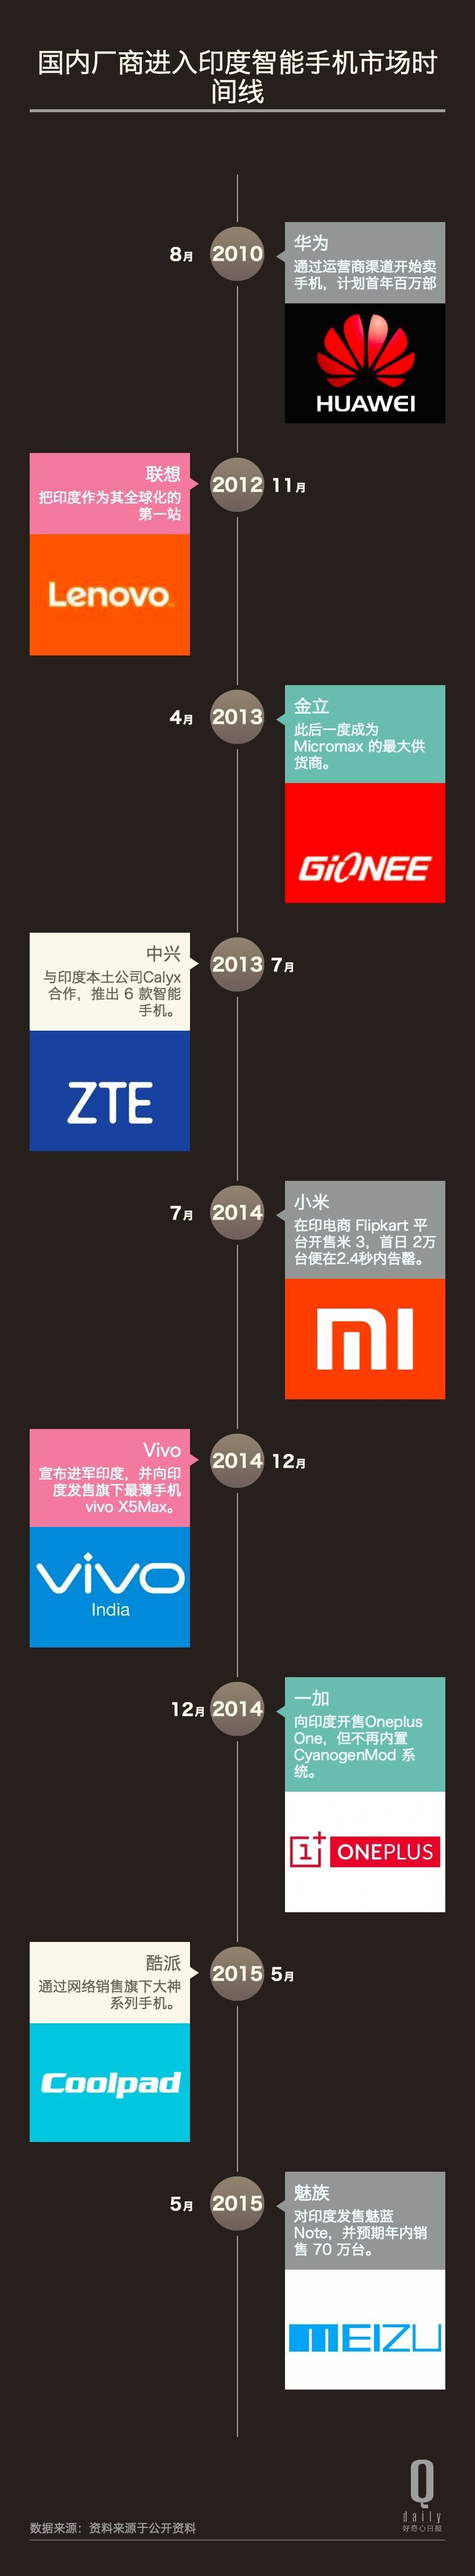 国内厂商进入印度智能手机市场时
间线
8月
2010
华为
通过运营商渠道开始卖
手机，计划首年百万部
HUAWEI
联想
把印度作为其全球化的
第一站
Lenovo
2012
11月
4月
2013
金立
此后一度成为
Micromax 的最大供
货商。
GIONEE
中兴
与印度本土公司Calyx
合作，推出 6 款智能
手机。
ZTE
2013
7月
7月
2014
小米
在印电商 Flipkart 平
台开售米 3，首日 2万
台便在2.4秒内告罄。
MI
Vivo
宣布进军印度，并向印
度发售旗下最薄手机
vivo X5Max。
vivo
India
2014
12月
12月
2014
一加
向印度开售Oneplus
One，但不再内置
CyanogenMod 系
统。
1+ ONEPLUS
酷派
通过网络销售旗下大神
系列手机。
Coolpad
2015
5月
5月
2015
魅族
对印度发售魅蓝
Note，并预期年内销
售 70 万台。
MEIZU
Q
daily
好奇心日报
数据来源：资料来源于公开资料